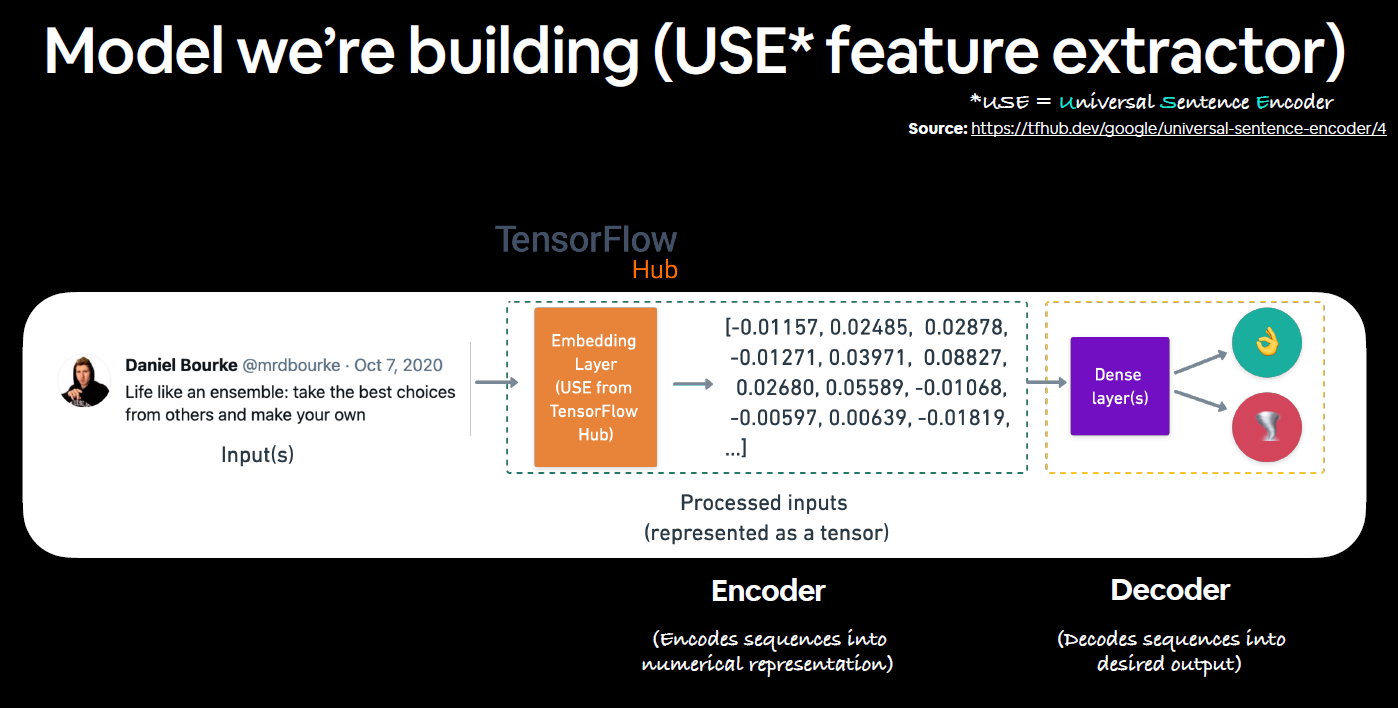 Model we're building (USE* feature extractor)
*USE = Universal Sentence Encoder
Source: https://tfhub.dev/google/universal-sentence-encoder/4
TensorFlow
Hub
Daniel Bourke @mrdbourke · Oct 7, 2020
Life like an ensemble: take the best choices
from others and make your own
Input(s)
Embedding
Layer
(USE from
TensorFlow
Hub)
[-0.01157, 0.02485, 0.02878,
-0.01271, 0.03971, 0.08827,
0.02680, 0.05589, -0.01068,
-0.00597, 0.00639, -0.01819,
...]
Processed inputs
(represented as a tensor)
Dense
layer(s)
Encoder
(Encodes sequences into
numerical representation)
Decoder
(Decodes sequences into
desired output)